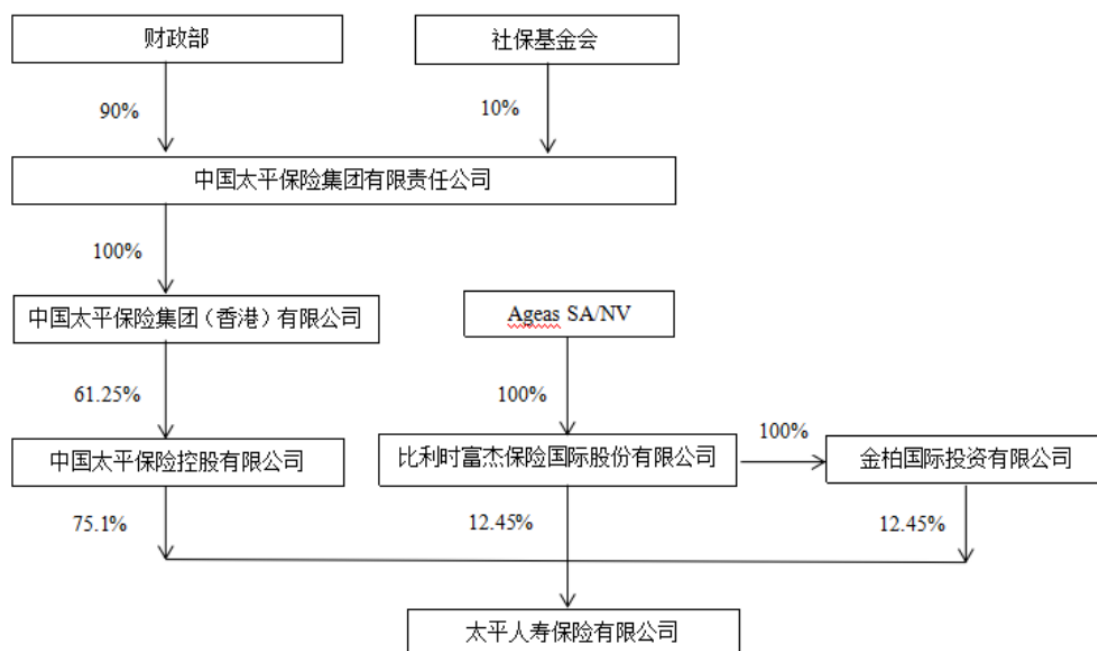 财政部
社保基金会
90%
10%
中国太平保险集团有限责任公司
100%
中国太平保险集团（香港）有限公司
Ageas SA/NV
61.25%
100%
中国太平保险控股有限公司
比利时富杰保险国际股份有限公司
100%
金柏国际投资有限公司
75.1%
12.45%
12.45%
太平人寿保险有限公司